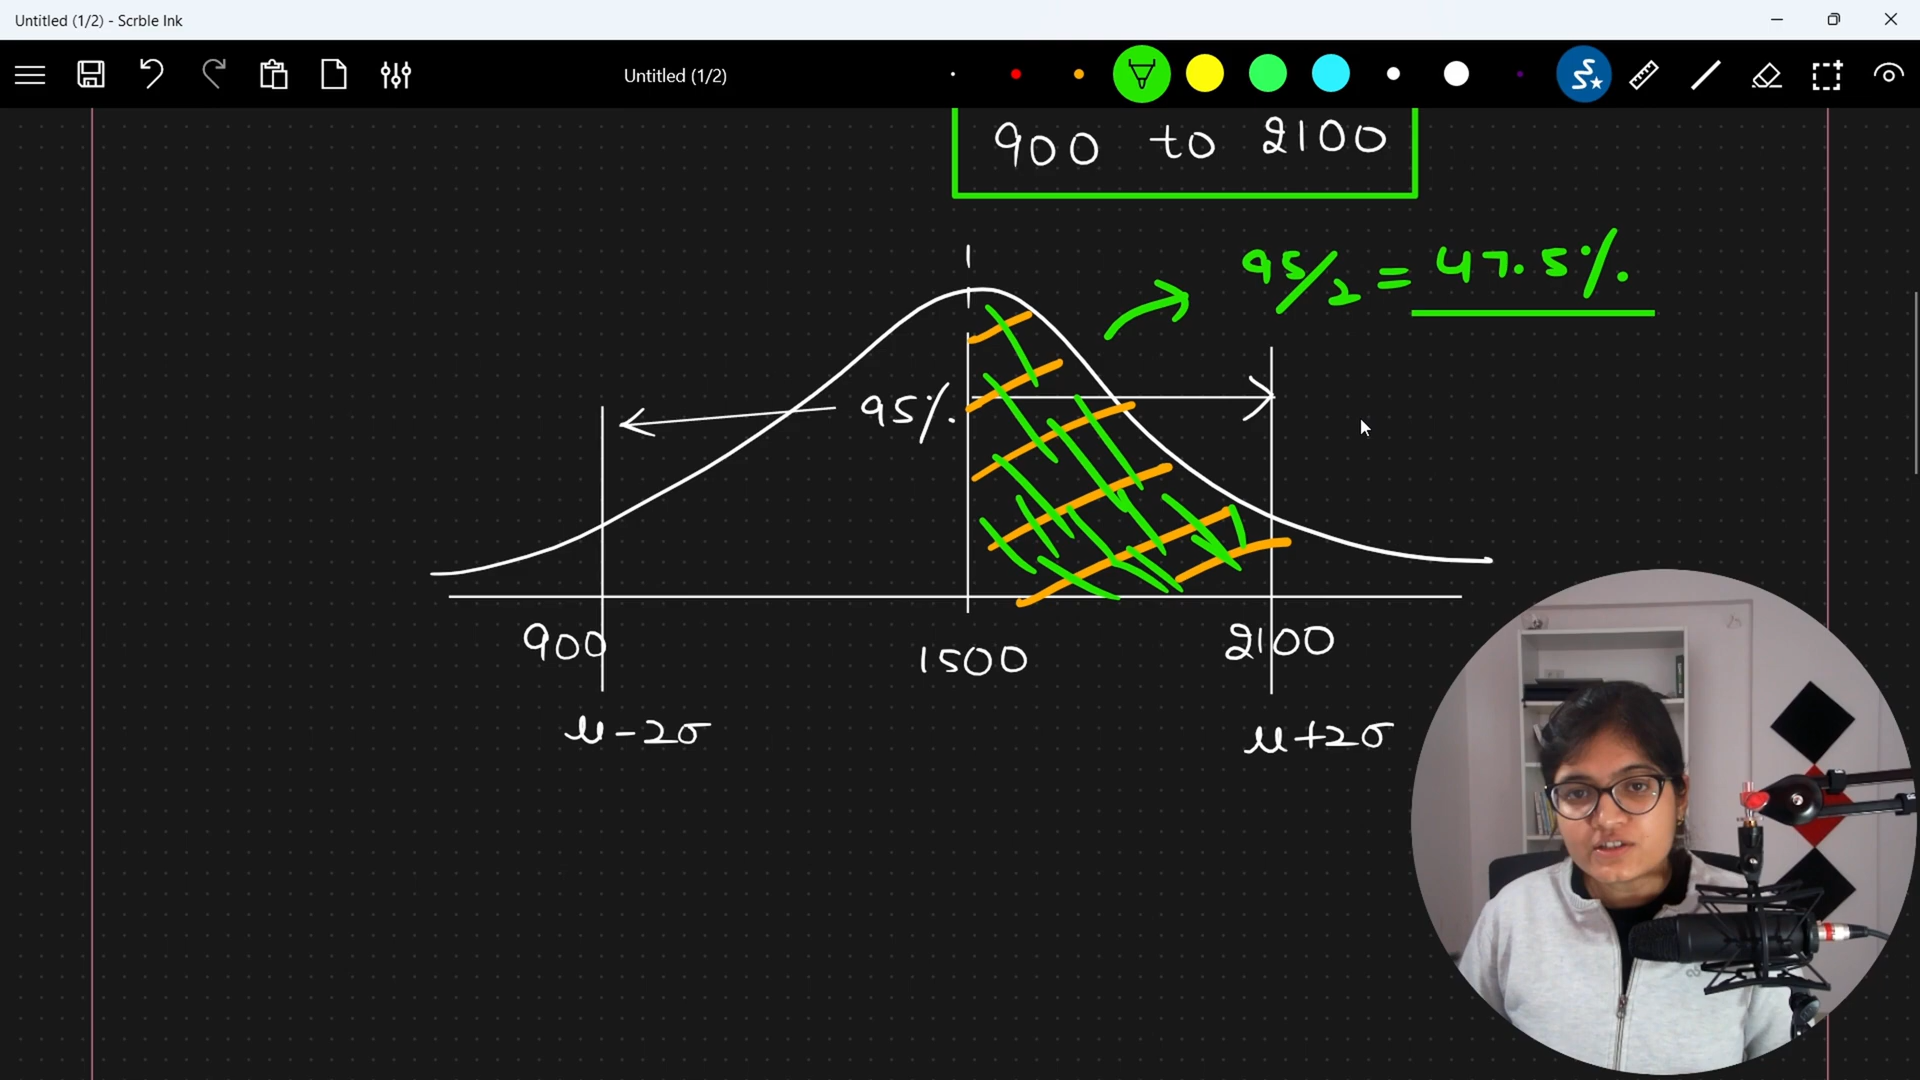 Untitled (1/2) - Scrble Ink
Untitled (1/2)
900 to 2100
95/2 = 47.5%
95%
900
1500
2100
μ-2σ
μ+2σ